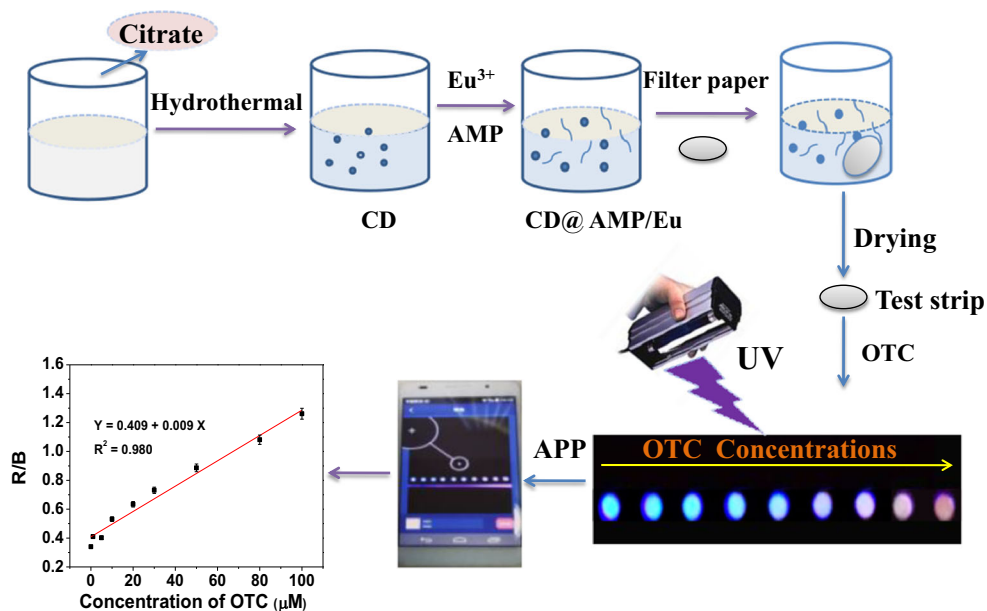 Citrate
Hydrothermal
Eu³⁺
AMP
Filter paper
CD
CD@ AMP/Eu
Drying
Test strip
OTC
UV
OTC Concentrations
APP
Y = 0.409 + 0.009 X
R² = 0.980
R/B
1.6
1.4
1.2
1.0
0.8
0.6
0.4
0.2
0 20 40 60 80 100
Concentration of OTC (μM)